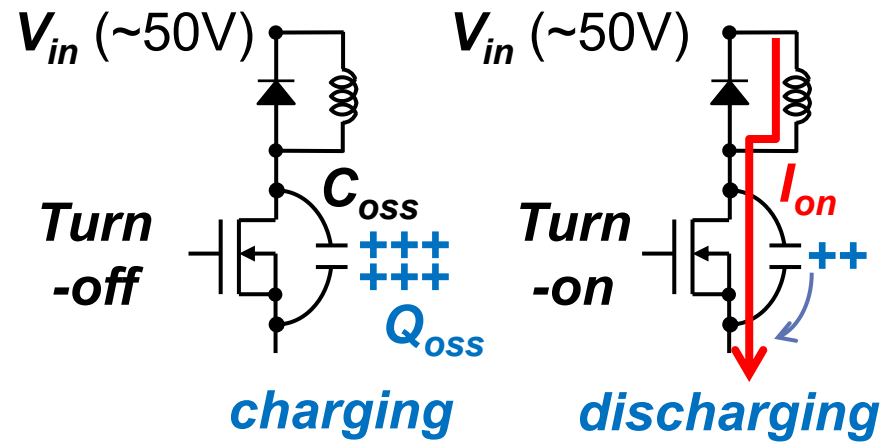 Vin (~50V)
Coss
Turn
-off
+++
+++
Qoss
charging
Vin (~50V)
Ion
Turn
-on
++
discharging